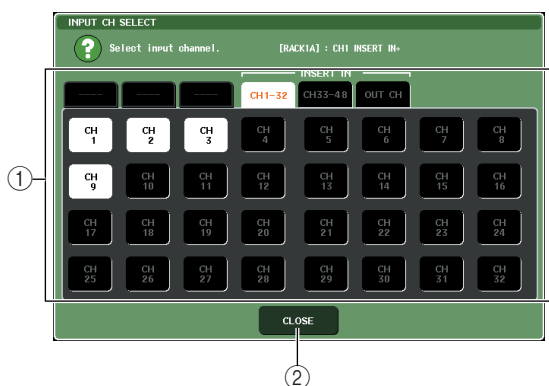 INPUT CH SELECT
? Select input channel. [RACK1A] : CH1 INSERT IN→
INSERT IN
---- ---- ---- CH1-32 CH33-48 OUT CH
CH 1 CH 2 CH 3 CH 4 CH 5 CH 6 CH 7 CH 8
1
CH 9 CH 10 CH 11 CH 12 CH 13 CH 14 CH 15 CH 16
CH 17 CH 18 CH 19 CH 20 CH 21 CH 22 CH 23 CH 24
CH 25 CH 26 CH 27 CH 28 CH 29 CH 30 CH 31 CH 32
CLOSE
2